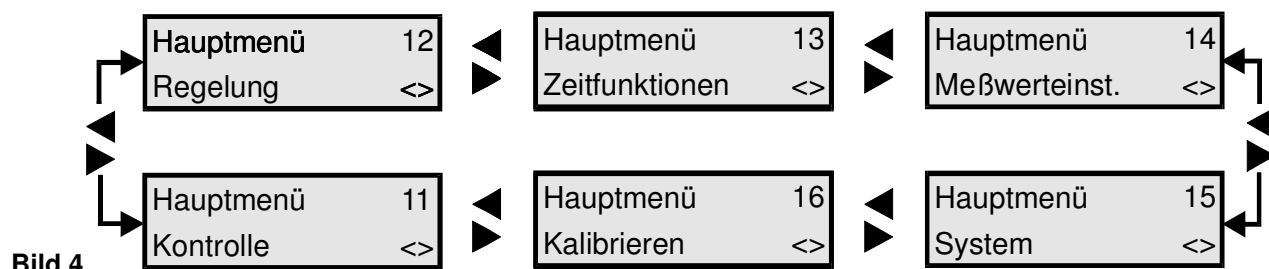 Hauptmenü 12
Regelung <>
Hauptmenü 13
Zeitfunktionen <>
Hauptmenü 14
Meßwerteinst. <>
Hauptmenü 11
Kontrolle <>
Hauptmenü 16
Kalibrieren <>
Hauptmenü 15
System <>
Bild 4